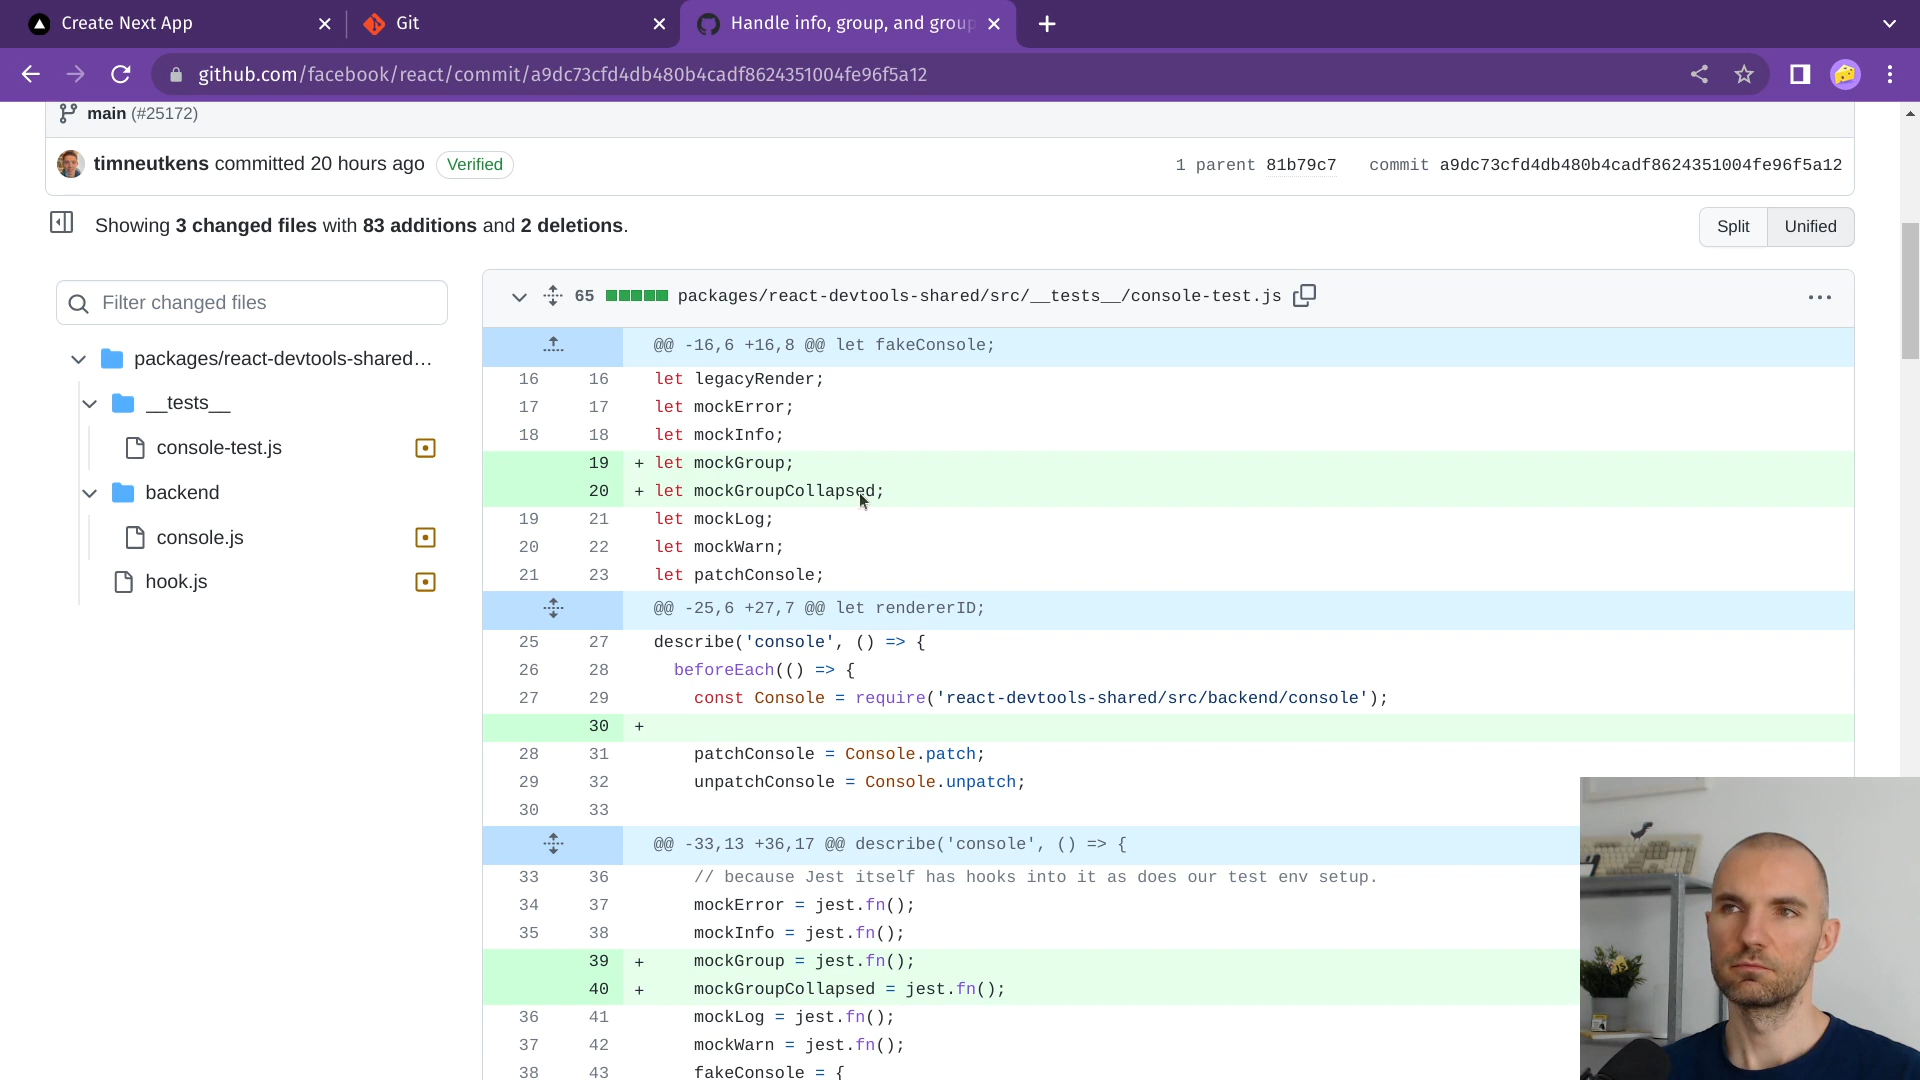 Create Next App
Git
Handle info, group, and group
github.com/facebook/react/commit/a9dc73cfd4db480b4cadf8624351004fe96f5a12
main (#25172)
timneutkens committed 20 hours ago Verified
1 parent 81b79c7 commit a9dc73cfd4db480b4cadf8624351004fe96f5a12
Showing 3 changed files with 83 additions and 2 deletions.
Split Unified
Filter changed files
packages/react-devtools-shared…
__tests__
console-test.js
backend
console.js
hook.js
65 packages/react-devtools-shared/src/__tests__/console-test.js
@@ -16,6 +16,8 @@ let fakeConsole;
16 16 let legacyRender;
17 17 let mockError;
18 18 let mockInfo;
19 + let mockGroup;
20 + let mockGroupCollapsed;
19 21 let mockLog;
20 22 let mockWarn;
21 23 let patchConsole;
@@ -25,6 +27,7 @@ let rendererID;
25 27 describe('console', () => {
26 28 beforeEach(() => {
27 29 const Console = require('react-devtools-shared/src/backend/console');
30 +
28 31 patchConsole = Console.patch;
29 32 unpatchConsole = Console.unpatch;
30 33
@@ -33,13 +36,17 @@ describe('console', () => {
33 36 // because Jest itself has hooks into it as does our test env setup.
34 37 mockError = jest.fn();
35 38 mockInfo = jest.fn();
39 + mockGroup = jest.fn();
40 + mockGroupCollapsed = jest.fn();
36 41 mockLog = jest.fn();
37 42 mockWarn = jest.fn();
38 43 fakeConsole = {